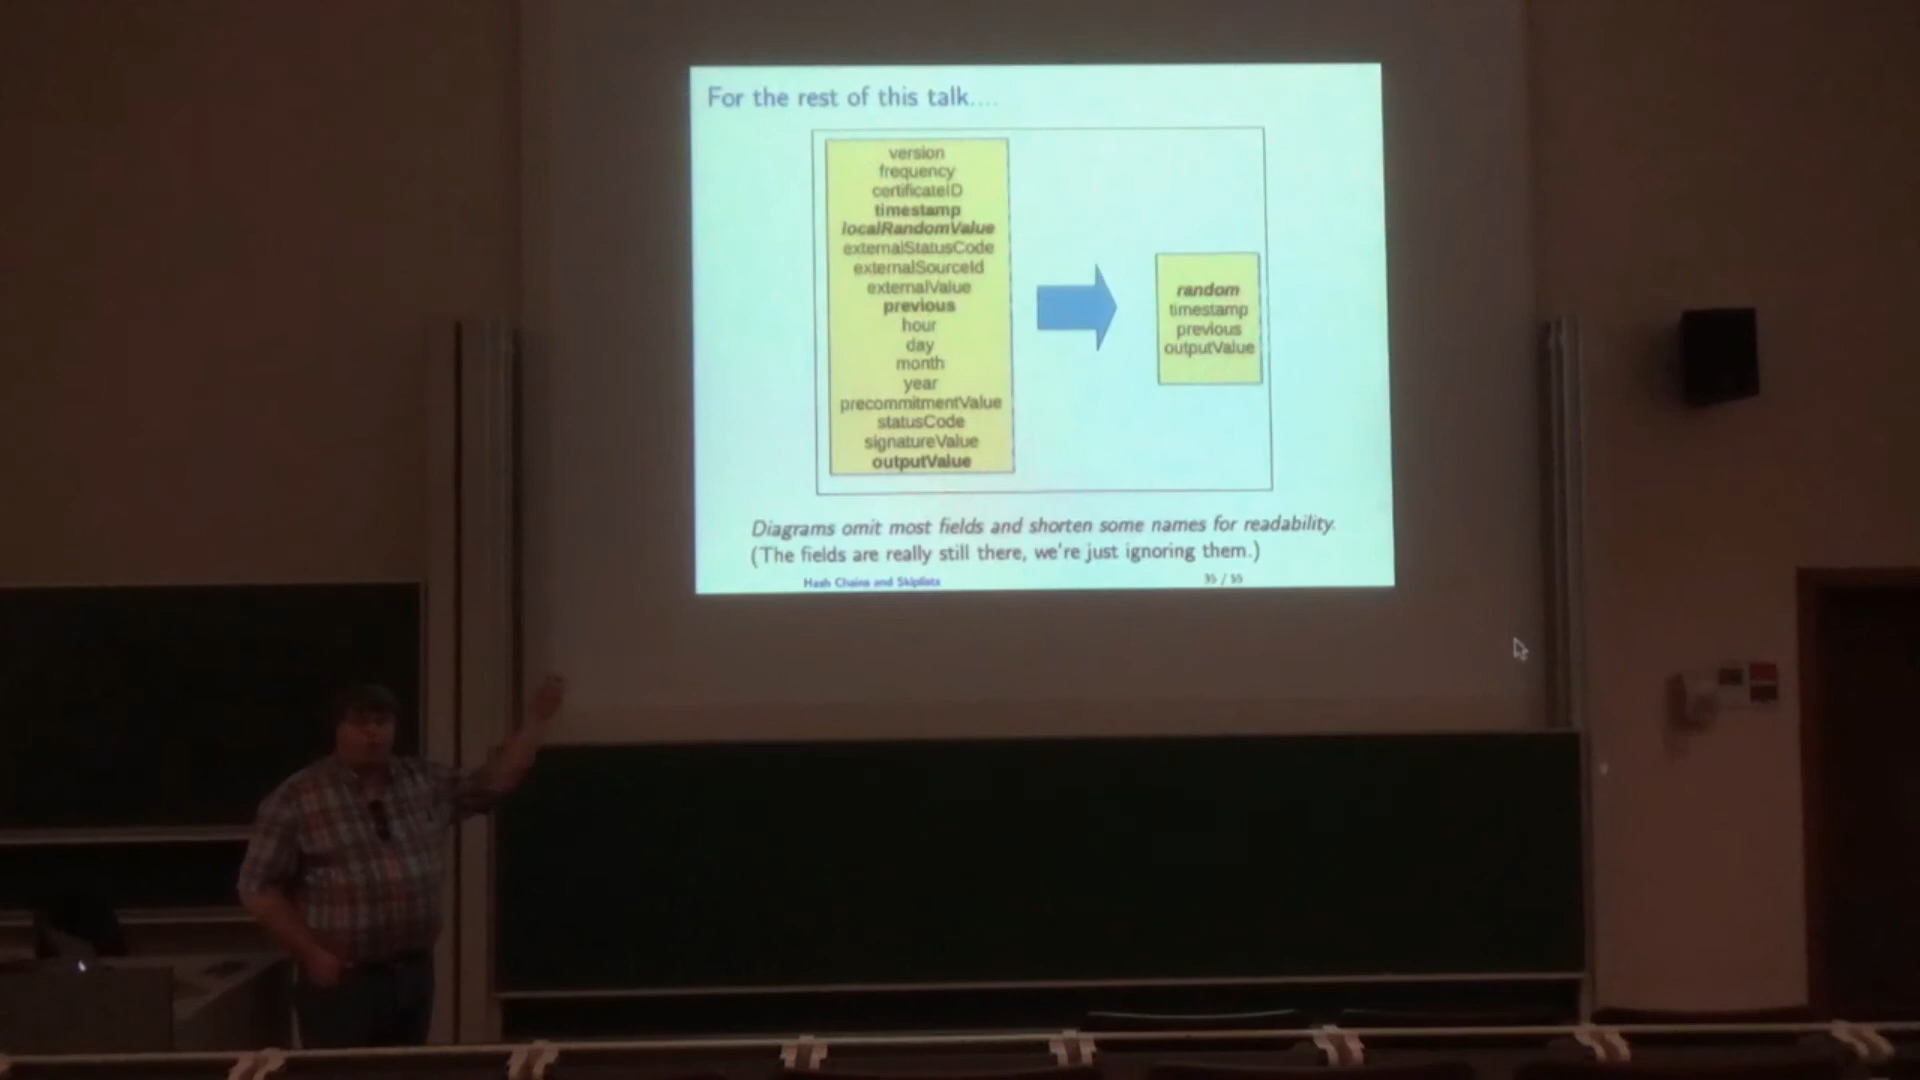 For the rest of this talk....
version
frequency
certificateID
timestamp
localRandomValue
externalStatusCode
externalSourceId
externalValue
previous
hour
day
month
year
precommitmentValue
statusCode
signatureValue
outputValue
random
timestamp
previous
outputValue
Diagrams omit most fields and shorten some names for readability.
(The fields are really still there, we're just ignoring them.)
Hash Chains and Skiplists
35 / 55